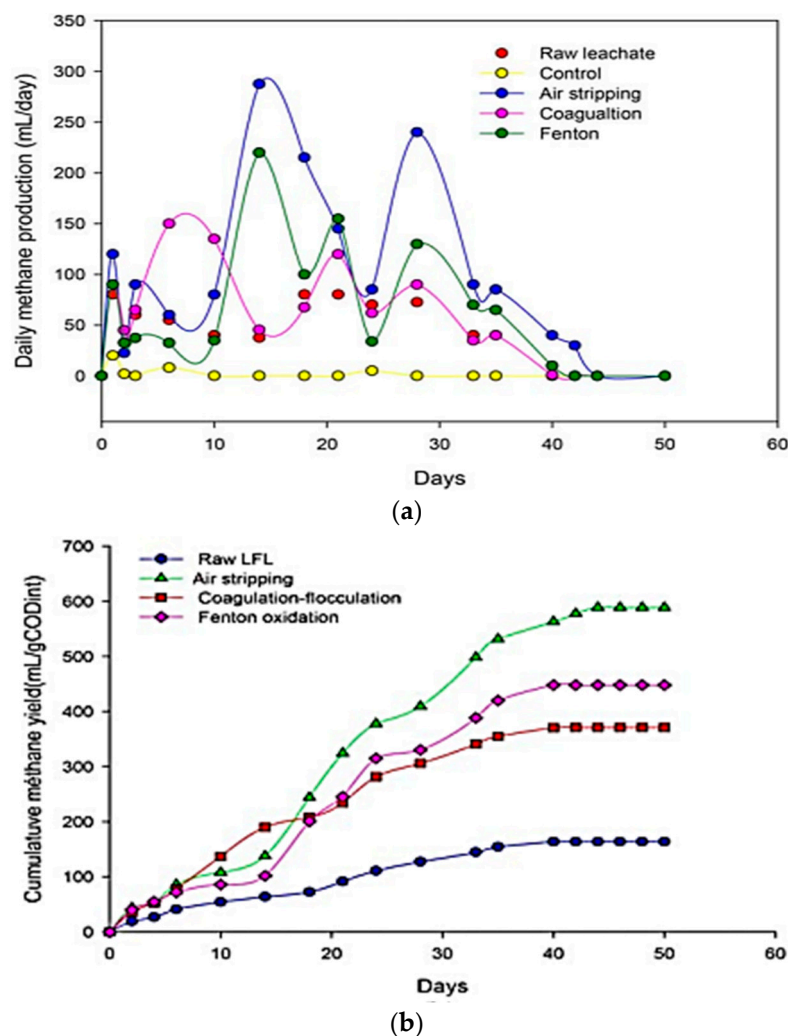 350
300
250
200
150
100
50
0
Daily methane production (mL/day)
Raw leachate
Control
Air stripping
Coagualtion
Fenton
0 10 20 30 40 50 60
Days
(a)
700
600
500
400
300
200
100
0
Cumulatuve méthane yield(mL/gCODint)
Raw LFL
Air stripping
Coagulation-flocculation
Fenton oxidation
0 10 20 30 40 50 60
Days
(b)